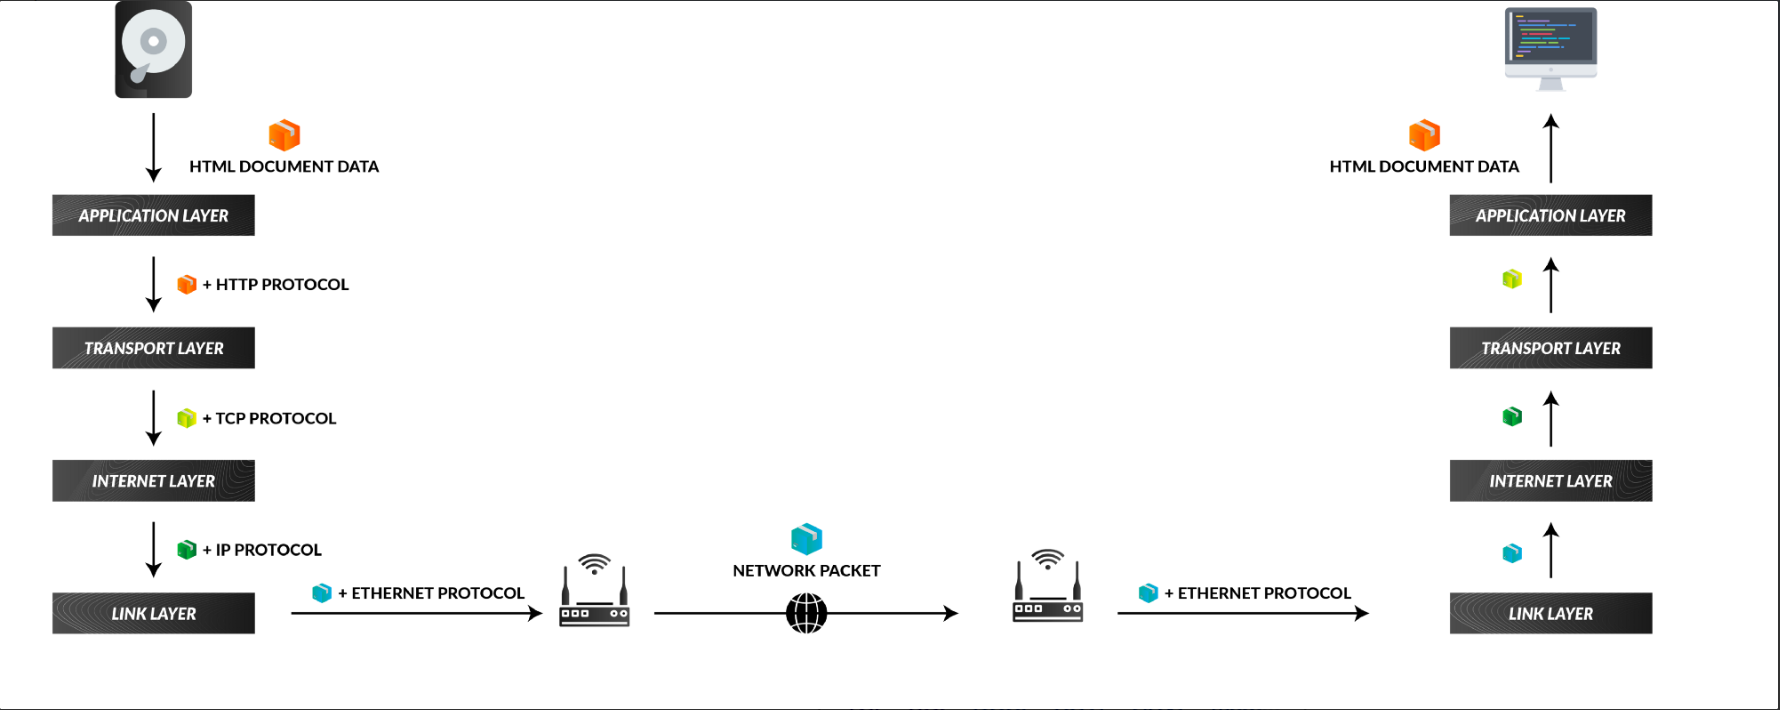 HTML DOCUMENT DATA
APPLICATION LAYER
+ HTTP PROTOCOL
TRANSPORT LAYER
+ TCP PROTOCOL
INTERNET LAYER
+ IP PROTOCOL
LINK LAYER
+ ETHERNET PROTOCOL
NETWORK PACKET
+ ETHERNET PROTOCOL
HTML DOCUMENT DATA
APPLICATION LAYER
TRANSPORT LAYER
INTERNET LAYER
LINK LAYER